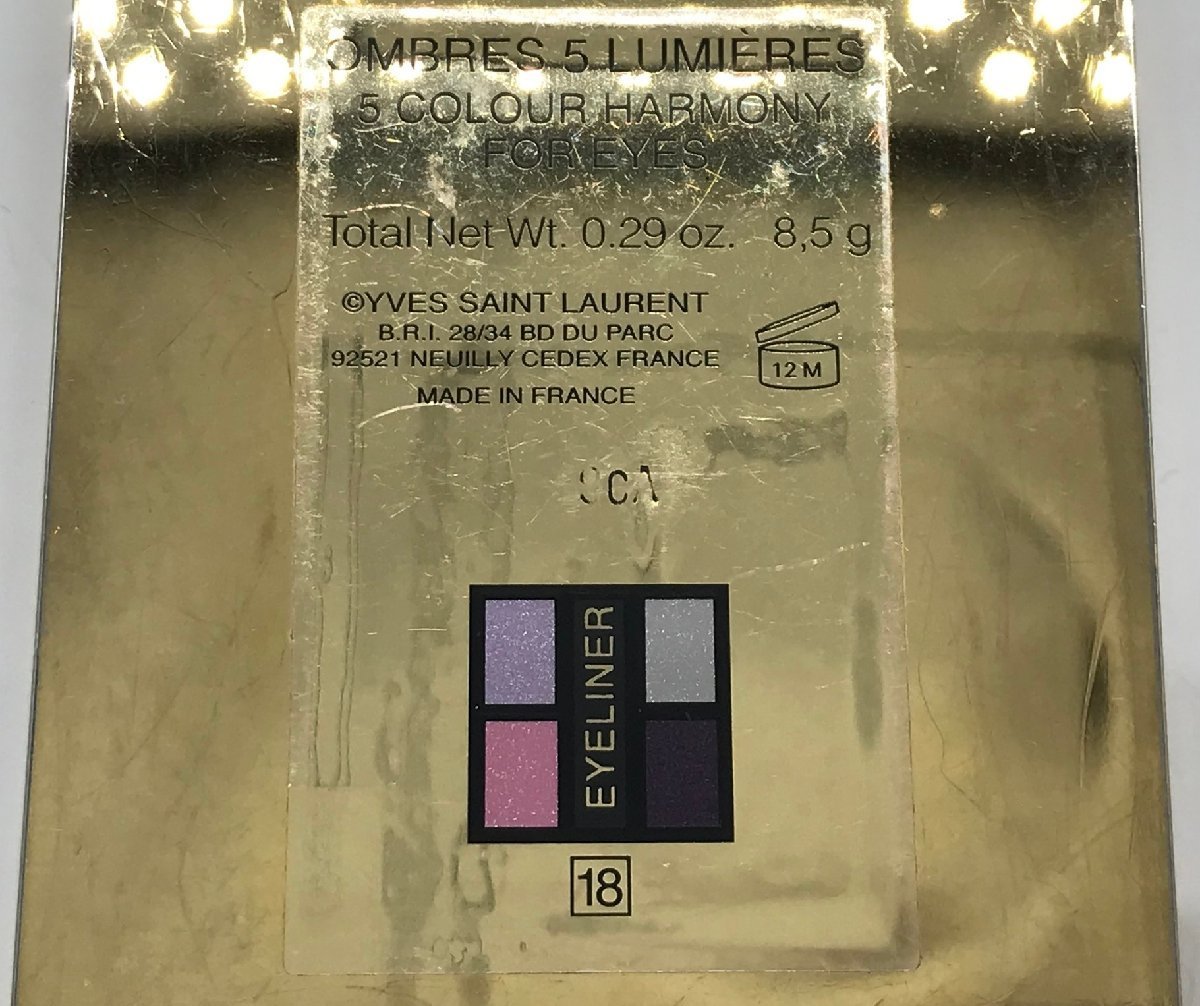 OMBRES 5 LUMIÈRES
5 COLOUR HARMONY
FOR EYES
Total Net Wt. 0.29 oz. 8,5 g
©YVES SAINT LAURENT
B.R.I. 28/34 BD DU PARC
92521 NEUILLY CEDEX FRANCE
MADE IN FRANCE
12 M
EYELINER
18